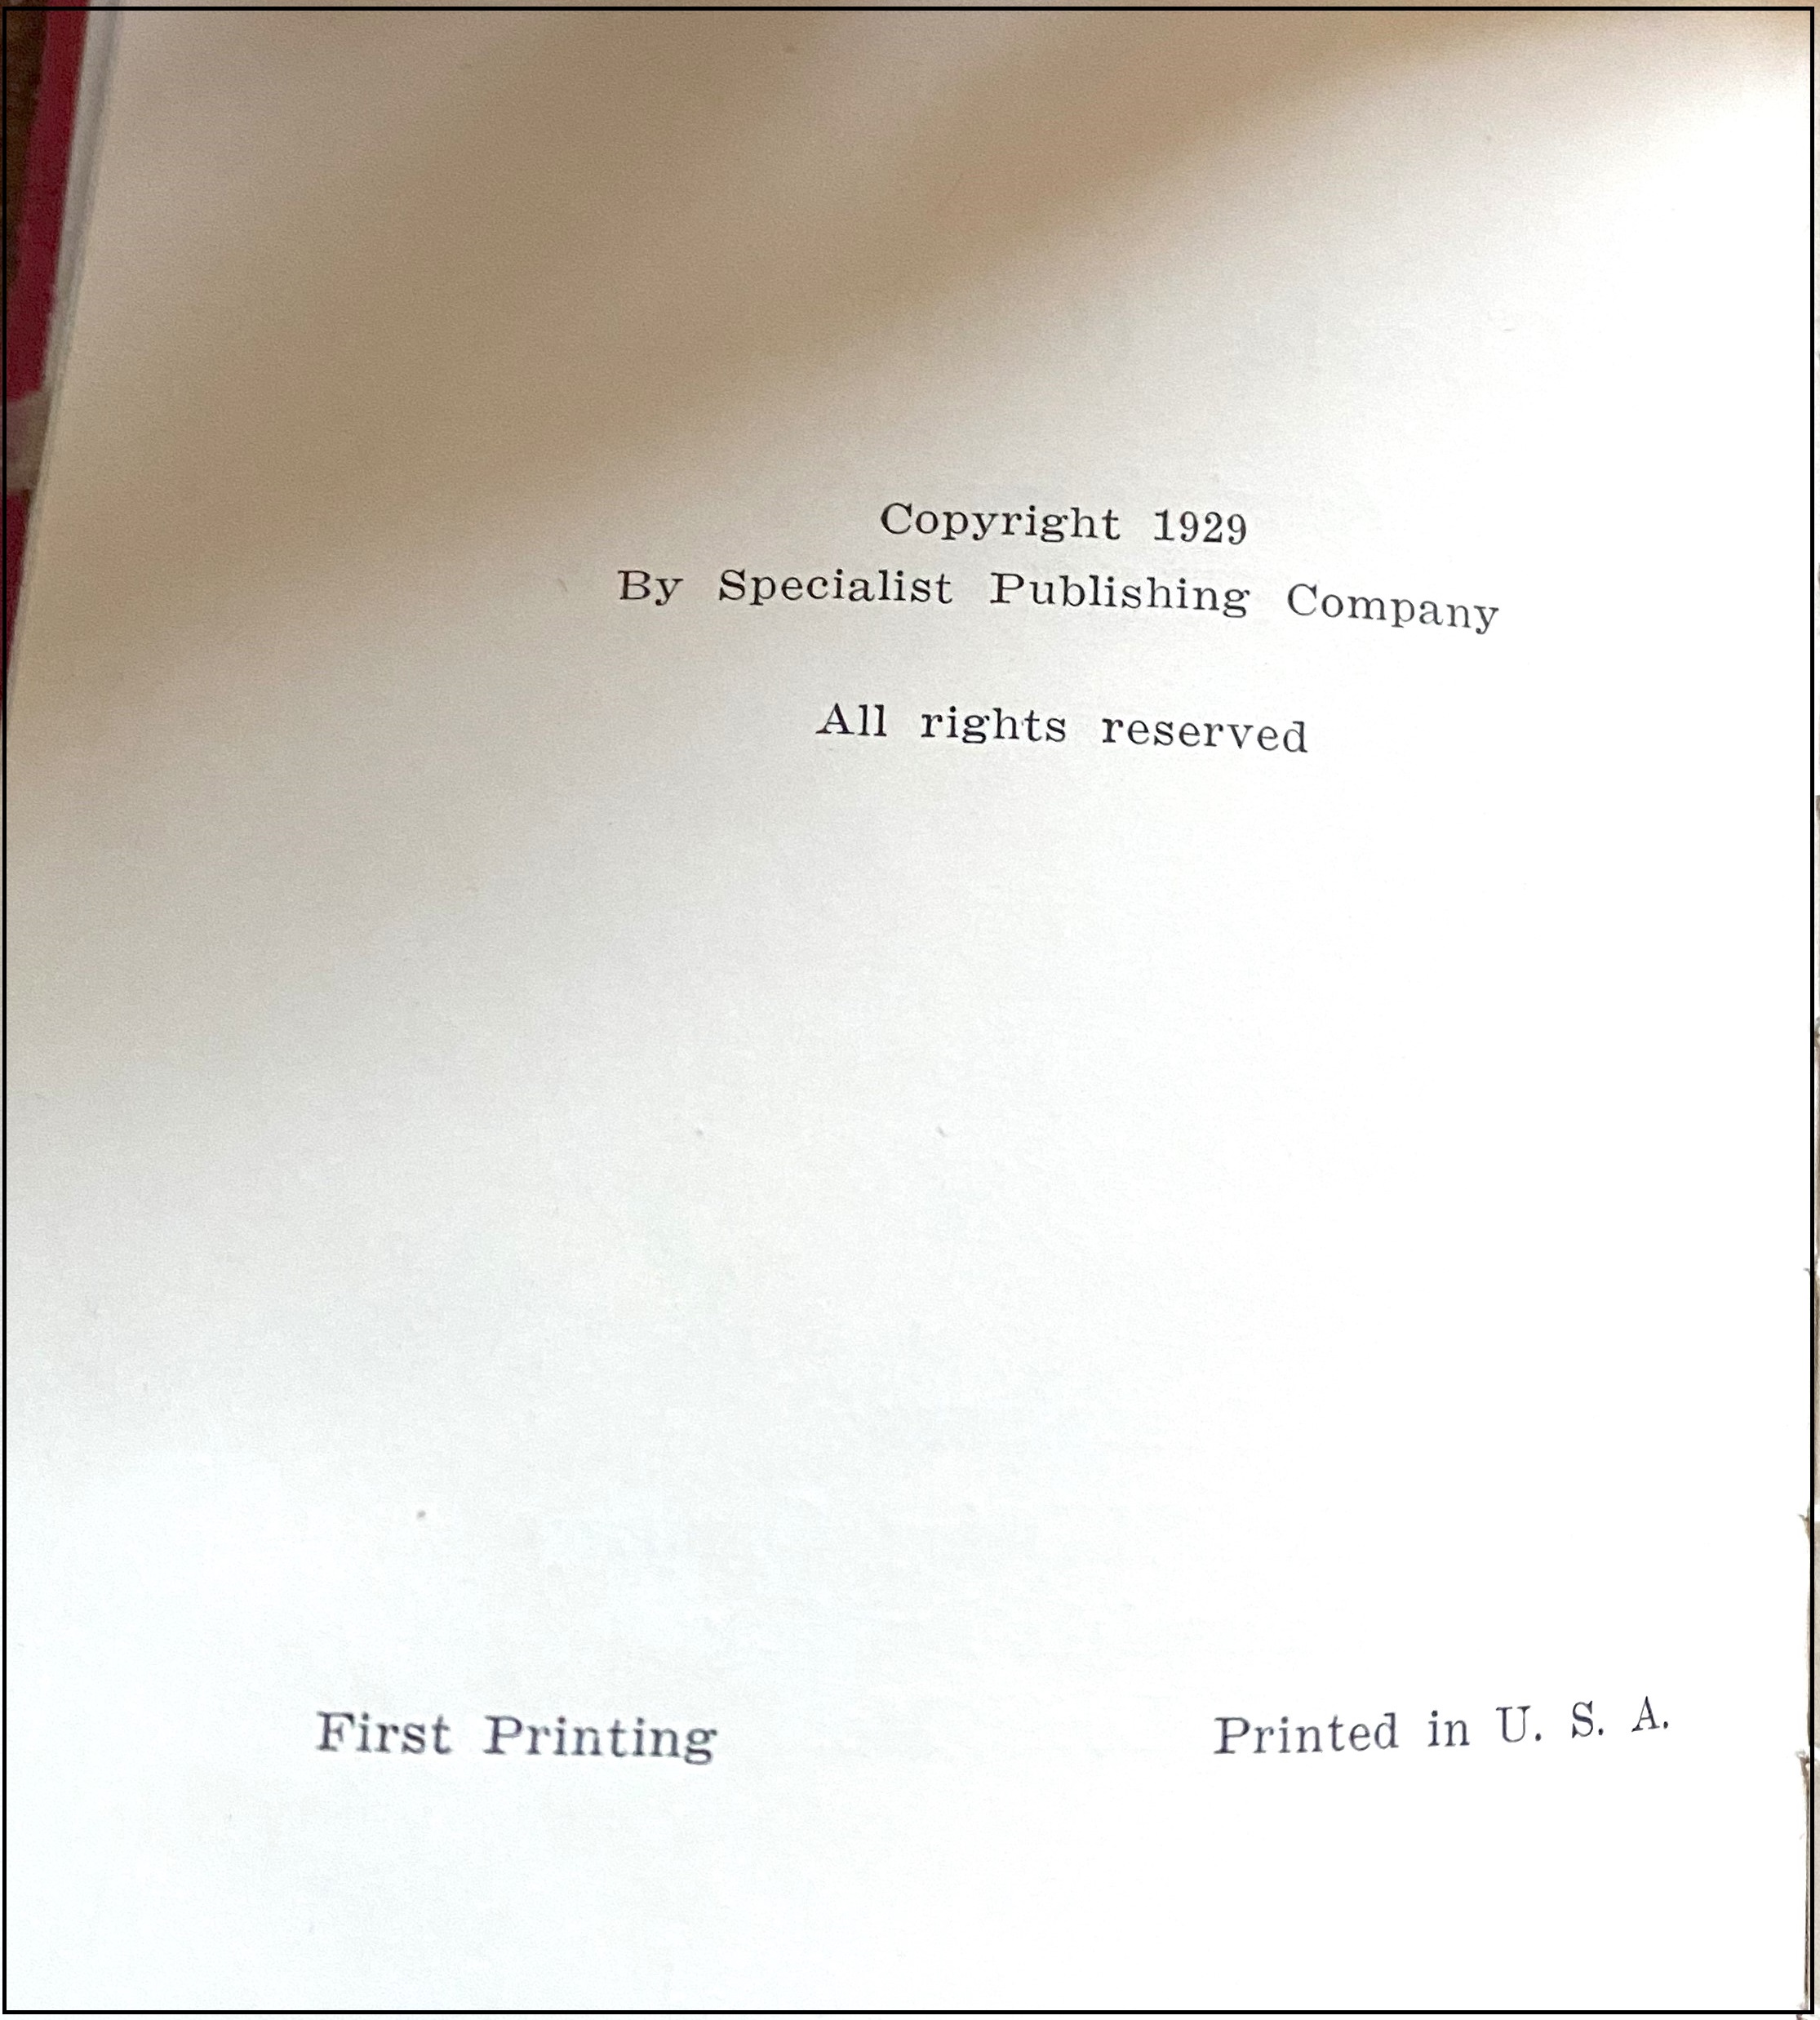 Copyright 1929
By Specialist Publishing Company
All rights reserved
First Printing
Printed in U. S. A.